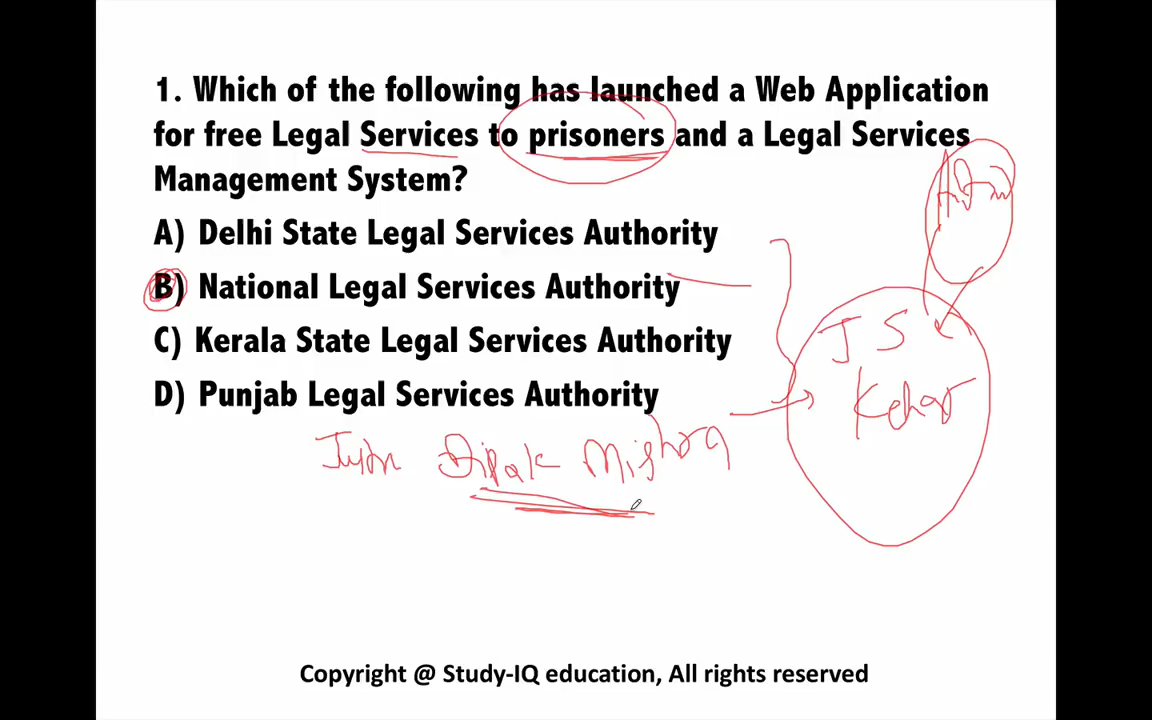 1. Which of the following has launched a Web Application
for free Legal Services to prisoners and a Legal Services
Management System?
A) Delhi State Legal Services Authority
B) National Legal Services Authority
C) Kerala State Legal Services Authority
D) Punjab Legal Services Authority
J S
Kehar
Dipak Mishra
Copyright @ Study-IQ education, All rights reserved